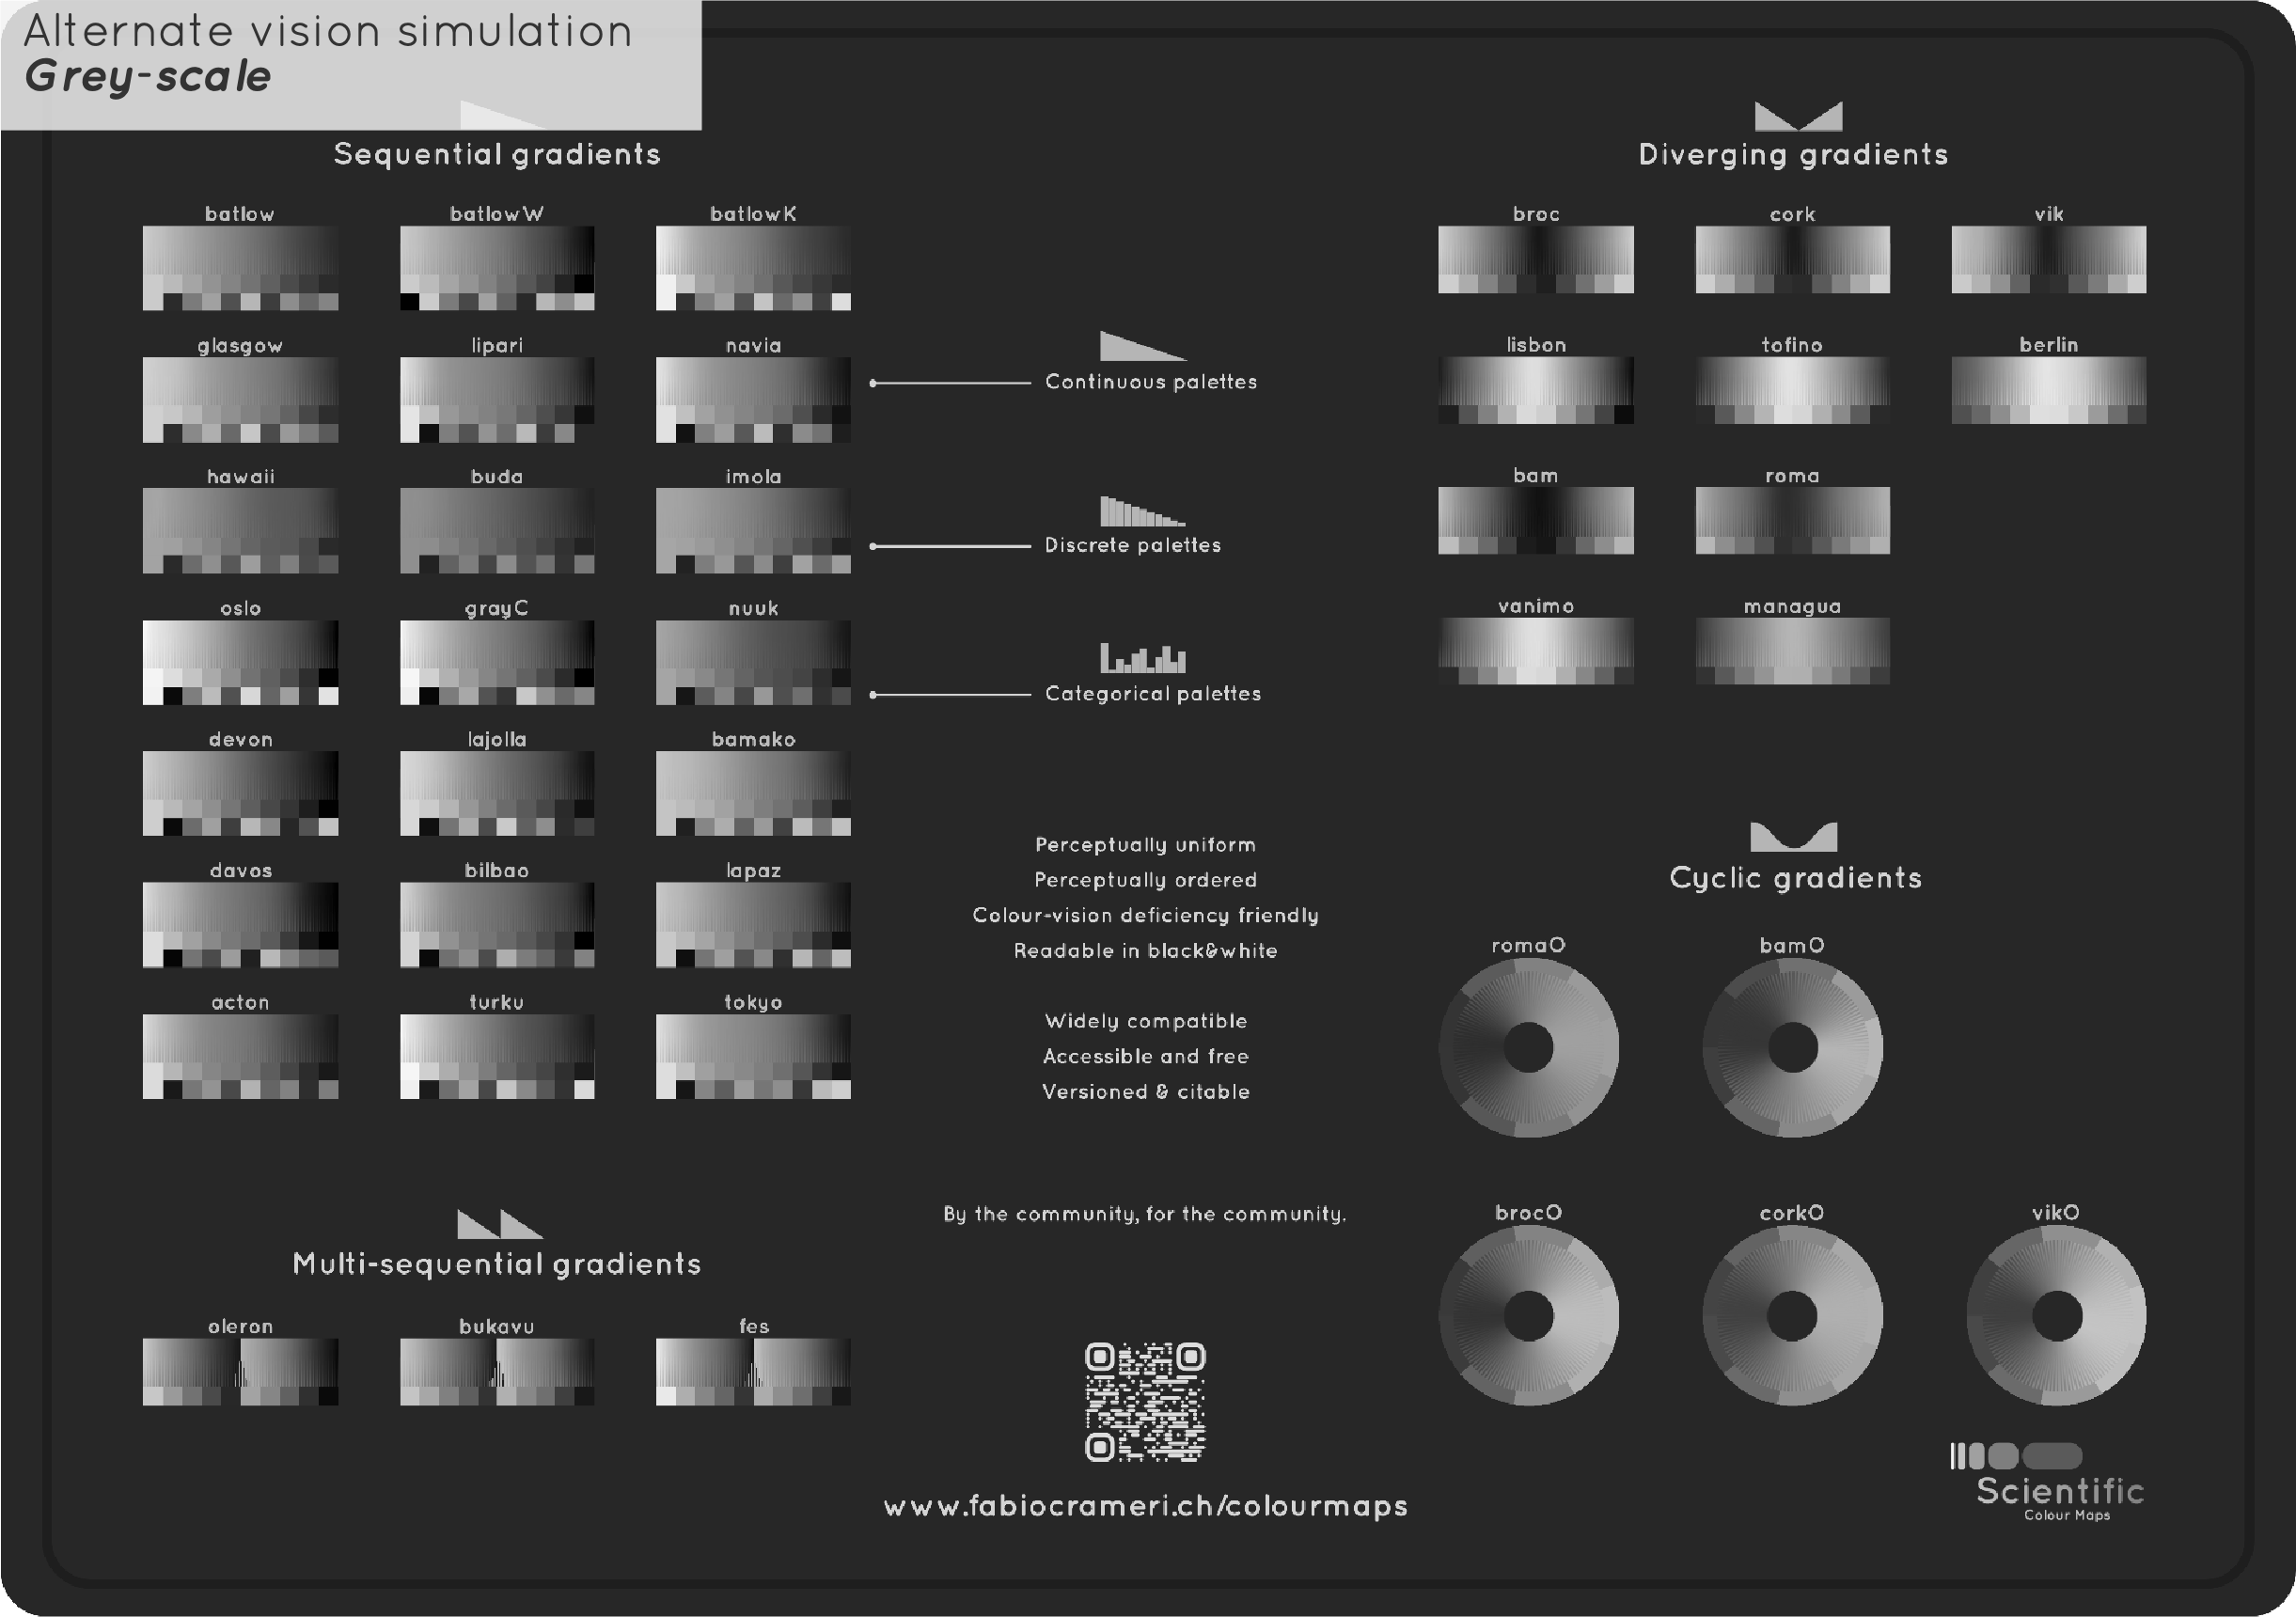 Alternate vision simulation
Grey-scale
Sequential gradients
batlow batlowW batlowK
glasgow lipari navia
hawaii buda imola
oslo grayC nuuk
devon lajolla bamako
davos bilbao lapaz
acton turku tokyo
Multi-sequential gradients
oleron bukavu fes
Continuous palettes
Discrete palettes
Categorical palettes
Perceptually uniform
Perceptually ordered
Colour-vision deficiency friendly
Readable in black&white
Widely compatible
Accessible and free
Versioned & citable
By the community, for the community.
www.fabiocrameri.ch/colourmaps
Diverging gradients
broc cork vik
lisbon tofino berlin
bam roma
vanimo managua
Cyclic gradients
romaO bamO
brocO corkO vikO
Scientific
Colour Maps